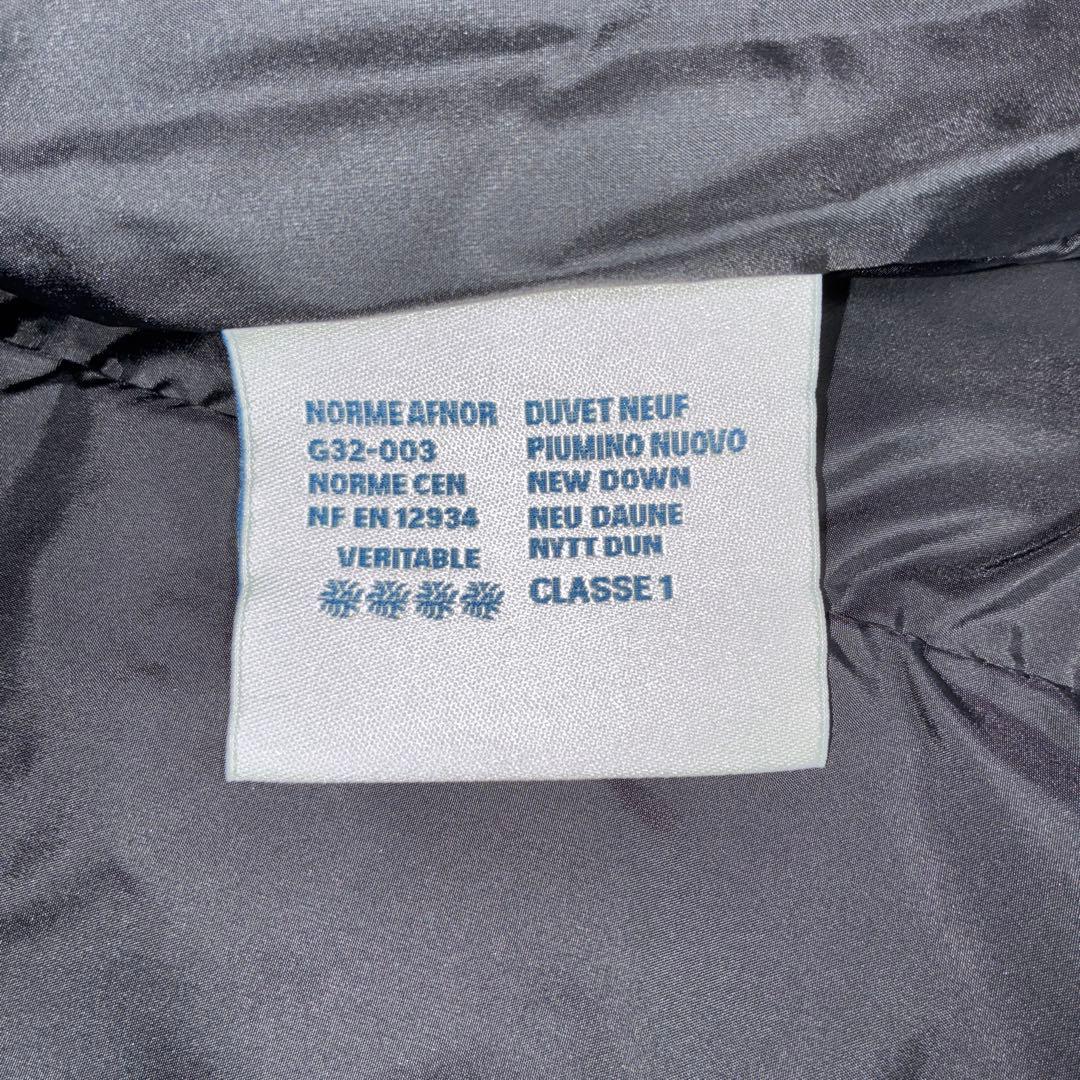 NORME AFNOR
G32-003
NORME CEN
NF EN 12934
VERITABLE
DUVET NEUF
PIUMINO NUOVO
NEW DOWN
NEU DAUNE
NYTT DUN
CLASSE 1